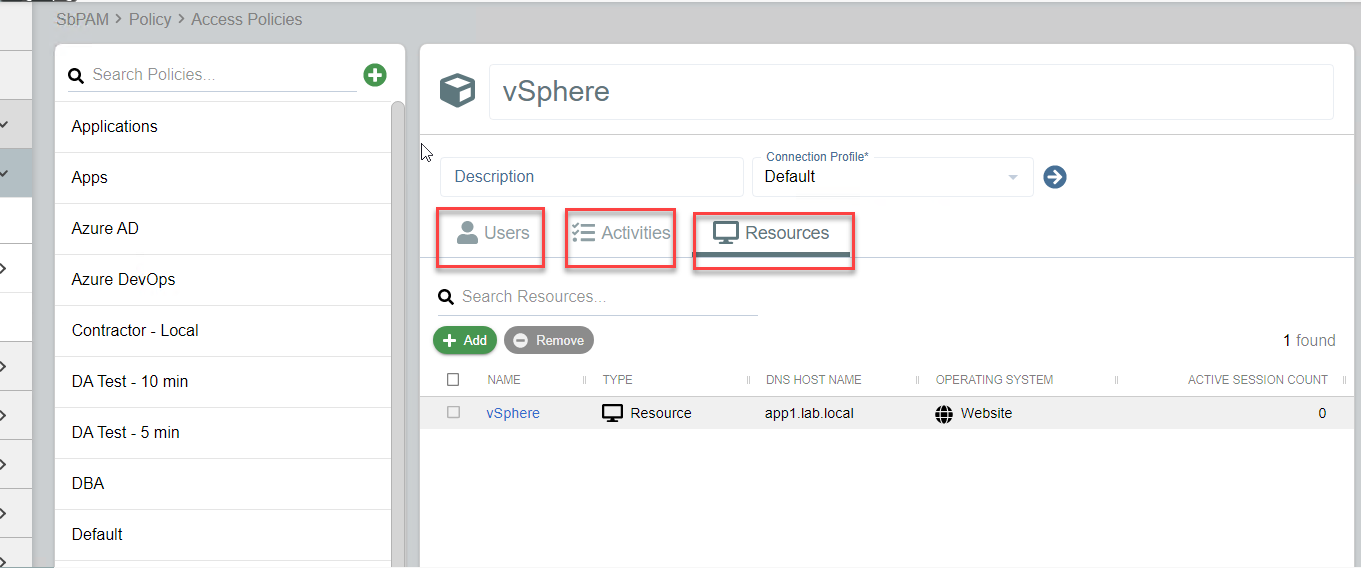 SbPAM > Policy > Access Policies
Search Policies...
Applications
Apps
Azure AD
Azure DevOps
Contractor - Local
DA Test - 10 min
DA Test - 5 min
DBA
Default
vSphere
Description
Connection Profile*
Default
Users Activities Resources
Search Resources...
Add Remove 1 found
NAME TYPE DNS HOST NAME OPERATING SYSTEM ACTIVE SESSION COUNT
vSphere Resource app1.lab.local Website 0